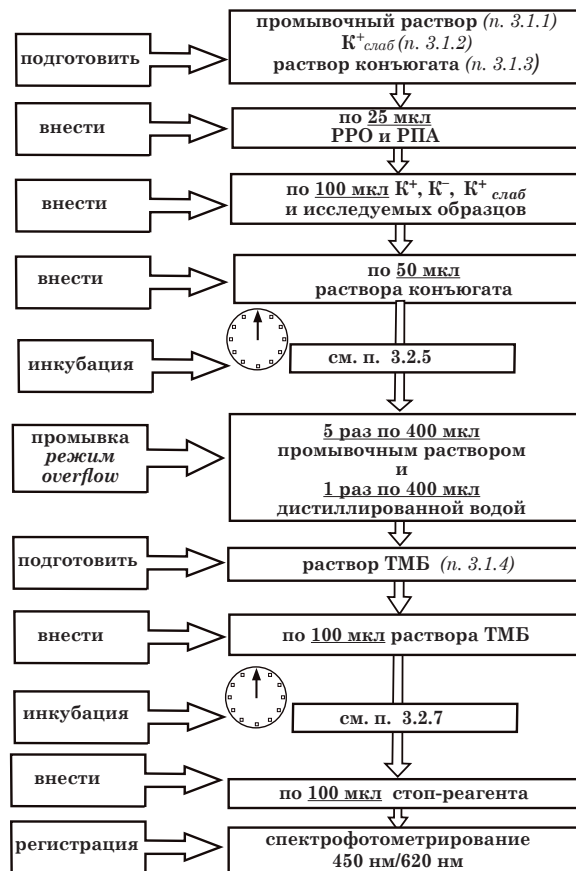 подготовить
промывочный раствор (п. 3.1.1)
К⁺слаб (п. 3.1.2)
раствор конъюгата (п. 3.1.3)
внести
по 25 мкл
РРО и РПА
внести
по 100 мкл К⁺, К⁻, К⁺ слаб
и исследуемых образцов
внести
по 50 мкл
раствора конъюгата
инкубация
см. п. 3.2.5
промывка
режим
overflow
5 раз по 400 мкл
промывочным раствором
и
1 раз по 400 мкл
дистиллированной водой
подготовить
раствор ТМБ (п. 3.1.4)
внести
по 100 мкл раствора ТМБ
инкубация
см. п. 3.2.7
внести
по 100 мкл стоп-реагента
регистрация
спектрофотометрирование
450 нм/620 нм